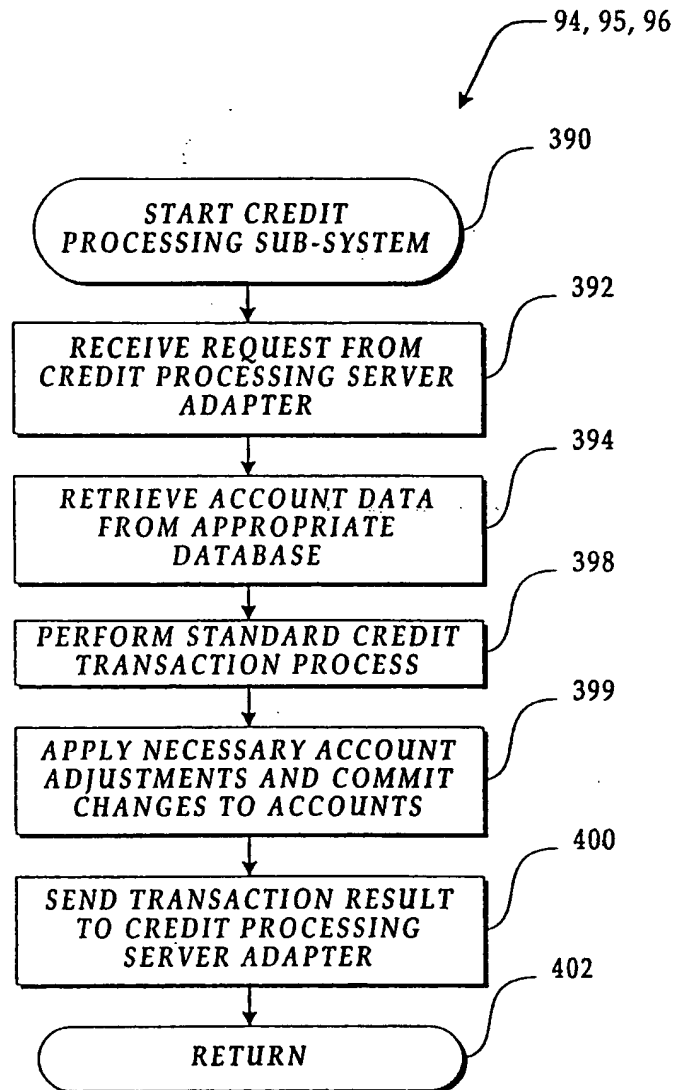 94, 95, 96
390
START CREDIT
PROCESSING SUB-SYSTEM
392
RECEIVE REQUEST FROM
CREDIT PROCESSING SERVER
ADAPTER
394
RETRIEVE ACCOUNT DATA
FROM APPROPRIATE
DATABASE
398
PERFORM STANDARD CREDIT
TRANSACTION PROCESS
399
APPLY NECESSARY ACCOUNT
ADJUSTMENTS AND COMMIT
CHANGES TO ACCOUNTS
400
SEND TRANSACTION RESULT
TO CREDIT PROCESSING
SERVER ADAPTER
402
RETURN